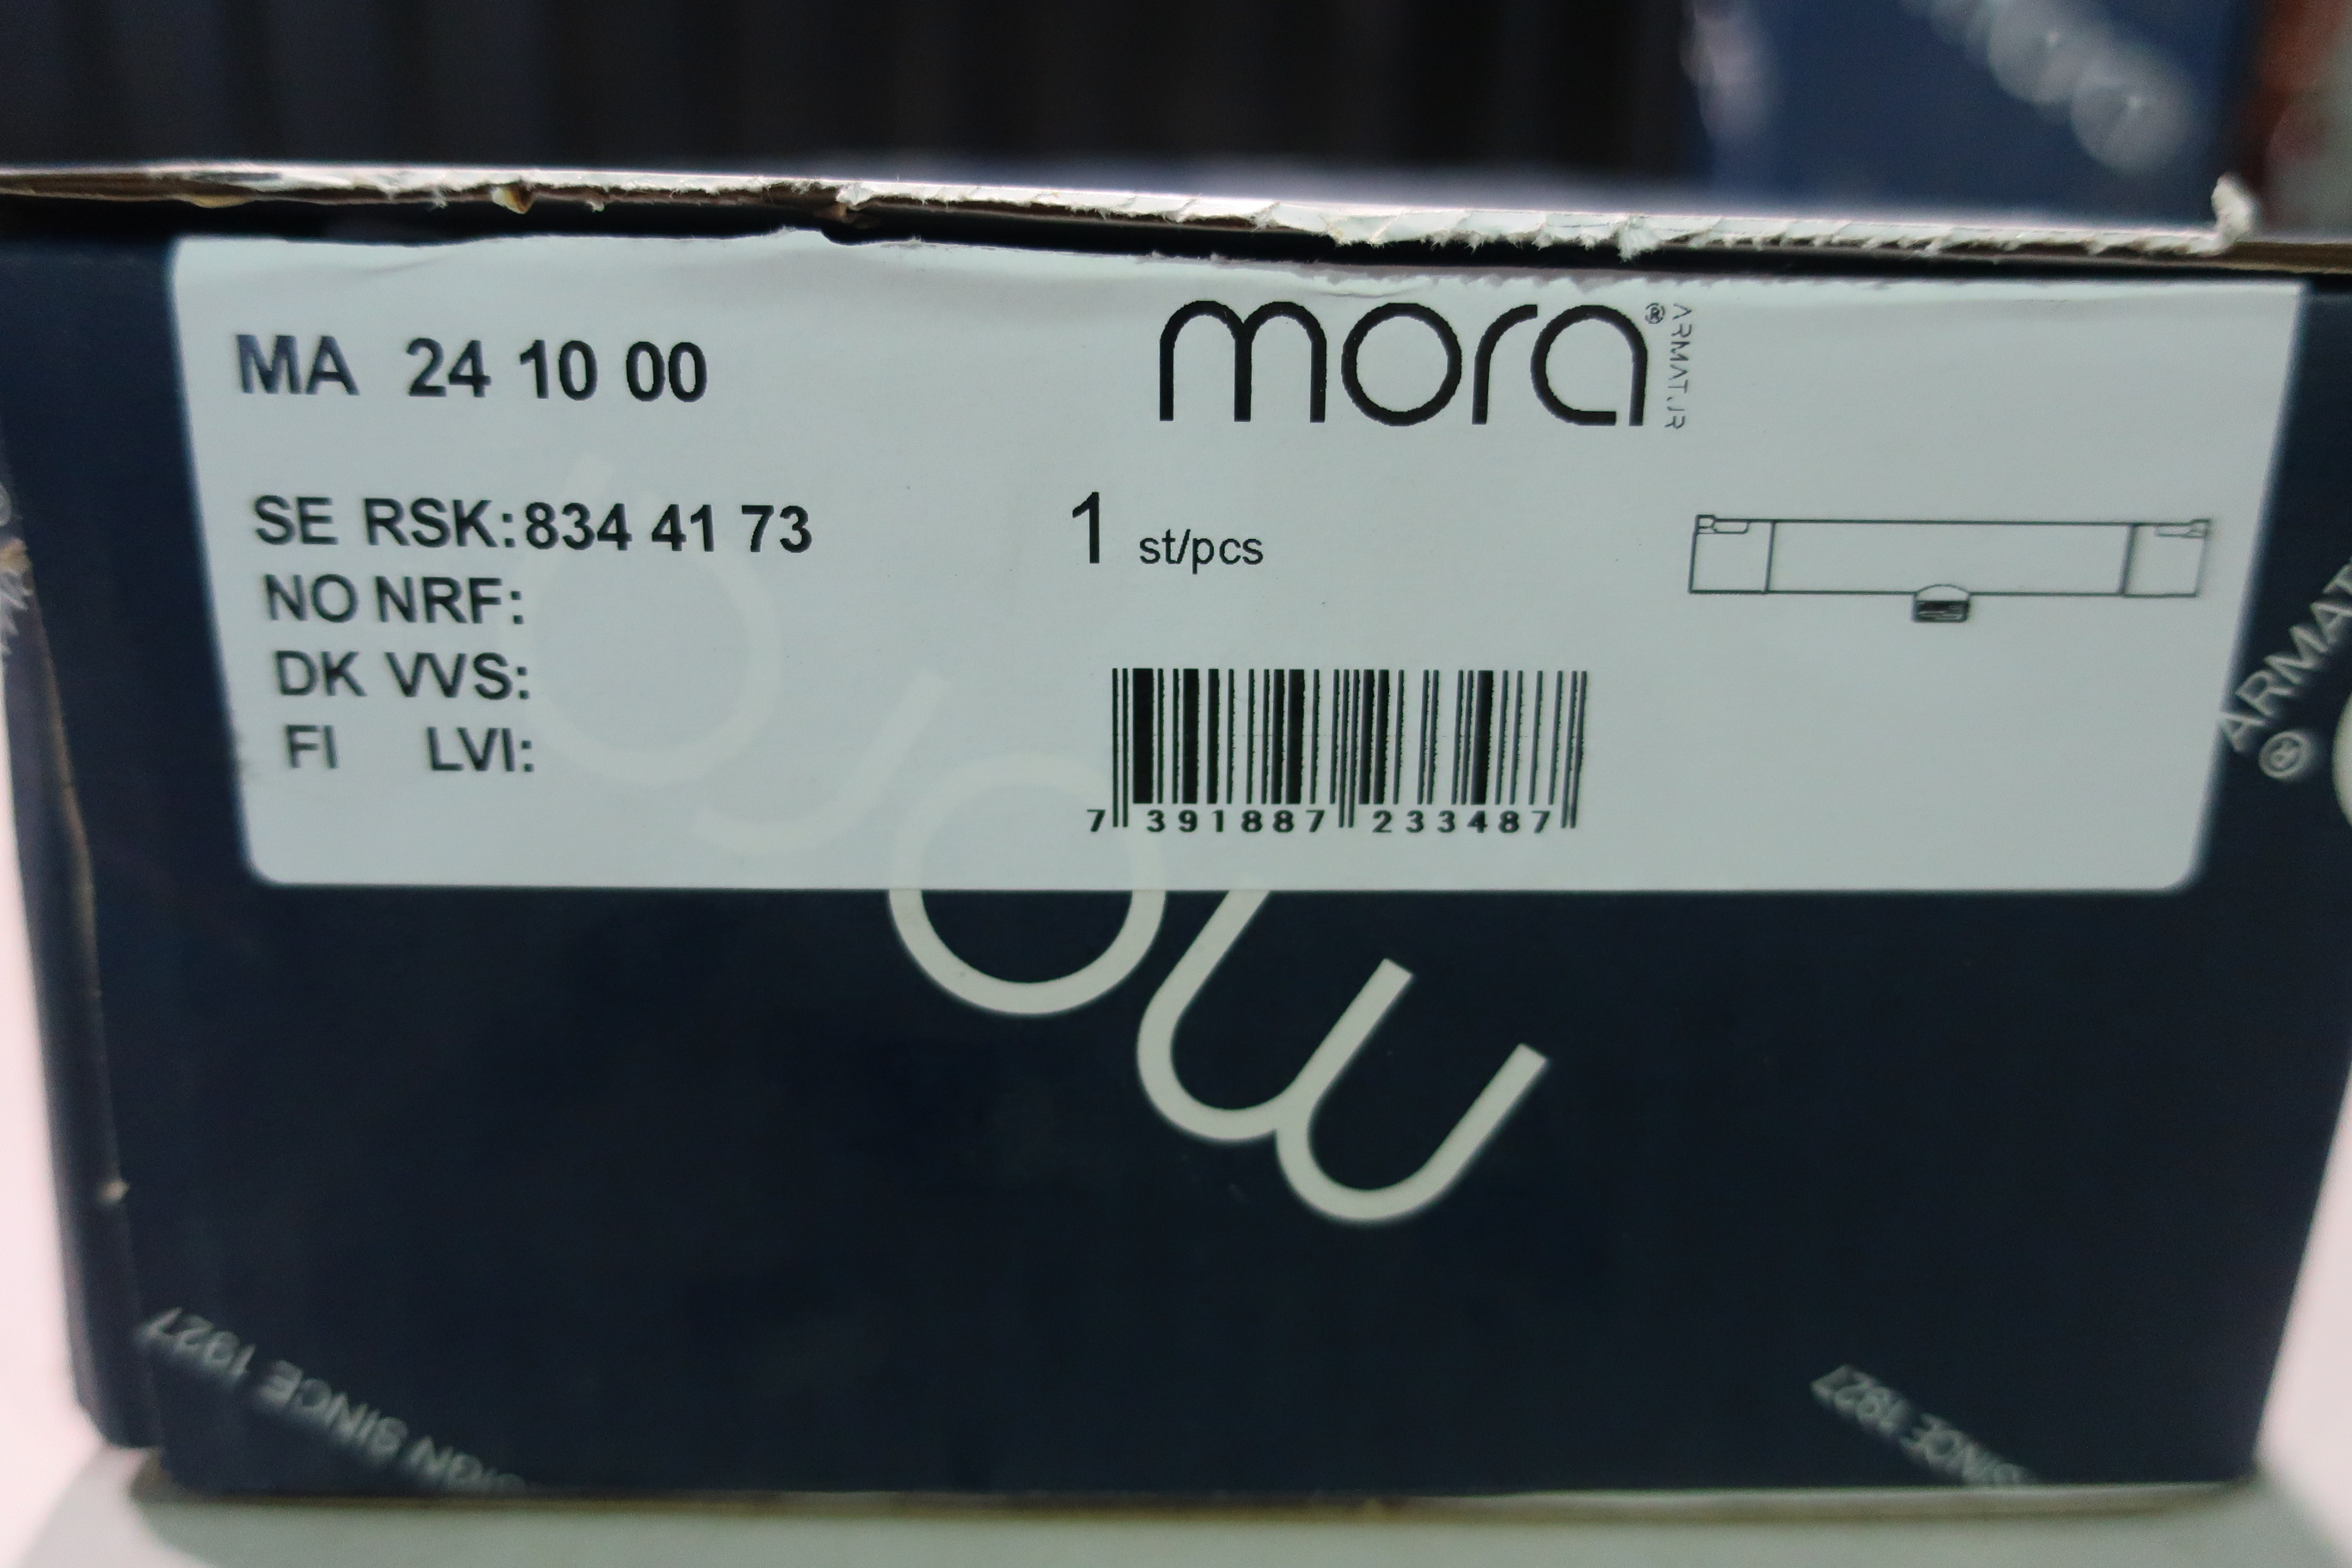 MA 24 10 00
mora®
ARMATUR
SE RSK: 834 41 73
1 st/pcs
NO NRF:
DK VVS:
FI LVI:
7 391887 233487
mora
ARMAT
®
SIGN SINCE 1927
SINCE 1927